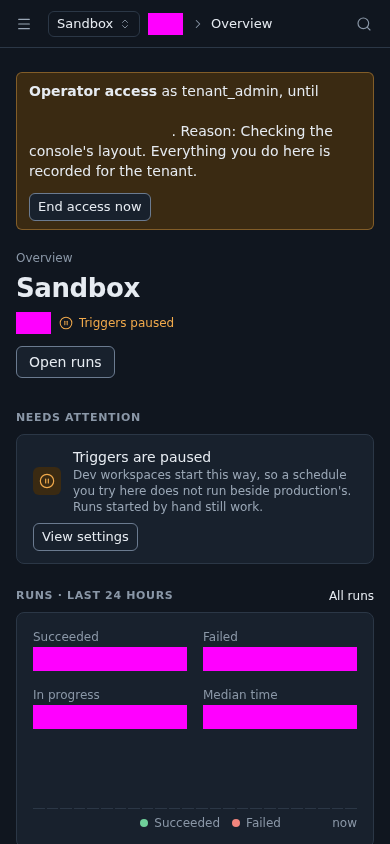 Sandbox Overview
Operator access as tenant_admin, until
. Reason: Checking the
console's layout. Everything you do here is
recorded for the tenant.
End access now
Overview
Sandbox
Triggers paused
Open runs
NEEDS ATTENTION
Triggers are paused
Dev workspaces start this way, so a schedule
you try here does not run beside production's.
Runs started by hand still work.
View settings
RUNS · LAST 24 HOURS All runs
Succeeded Failed
In progress Median time
Succeeded Failed now